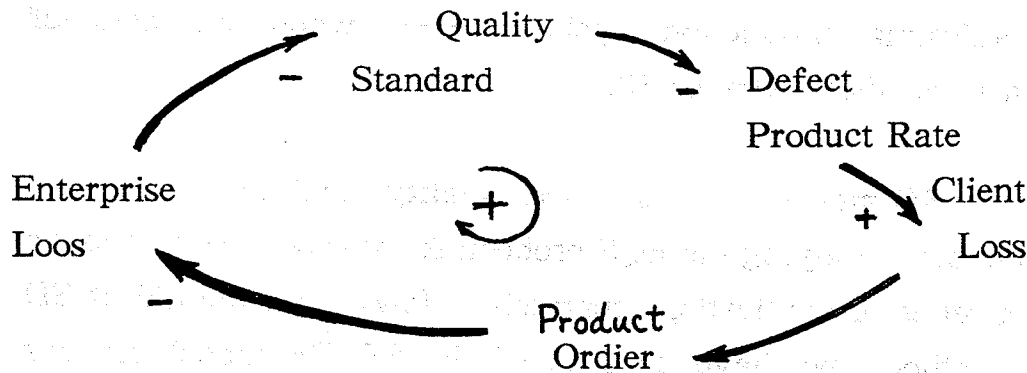 Quality
Standard
−
−
Defect
Product Rate
Enterprise
Loos
+
+
Client
Loss
−
Product
Ordier